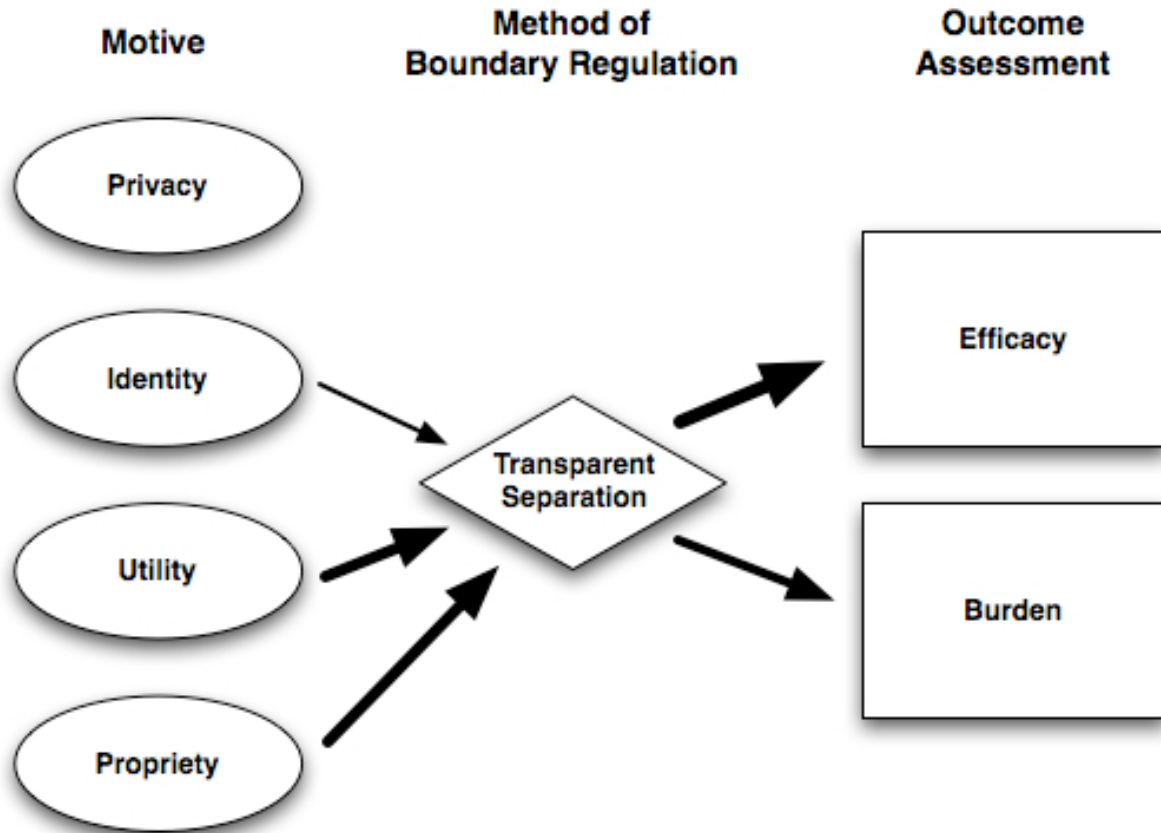 Motive
Method of
Boundary Regulation
Outcome
Assessment
Privacy
Identity
Utility
Propriety
Transparent
Separation
Efficacy
Burden